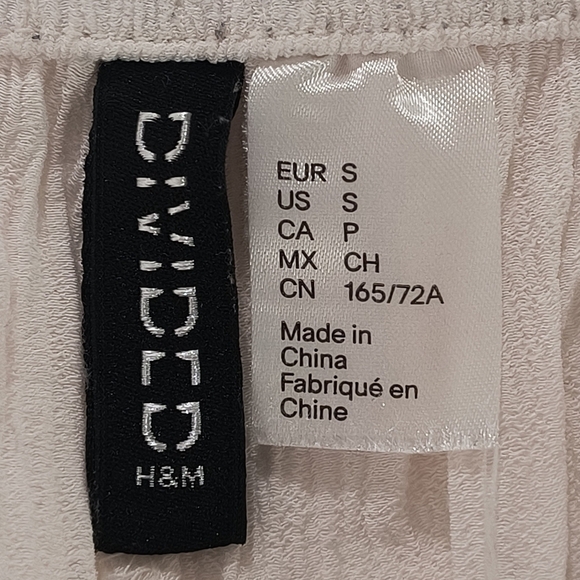 DIVIDED
H&M
EUR S
US S
CA P
MX CH
CN 165/72A
Made in
China
Fabriqué en
Chine